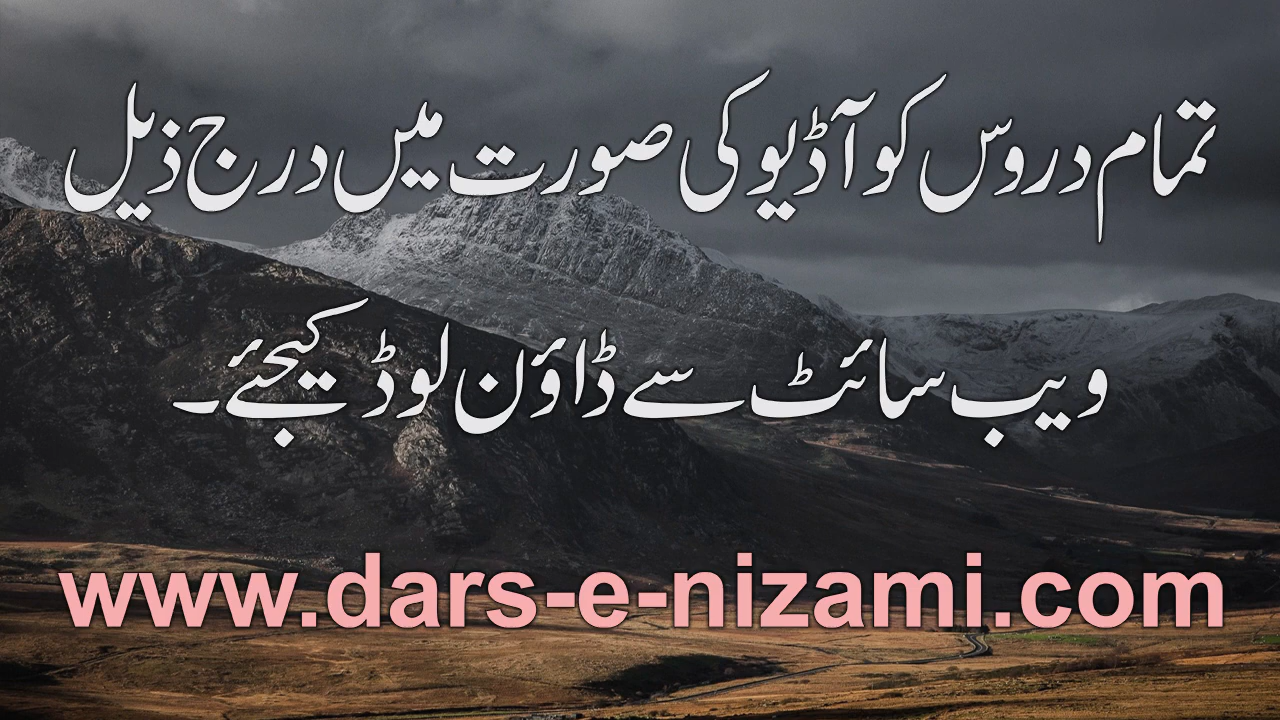 تمام دروس کو آڈیو کی صورت میں درج ذیل
ویب سائٹ سے ڈاؤن لوڈ کیجئے۔
www.dars-e-nizami.com